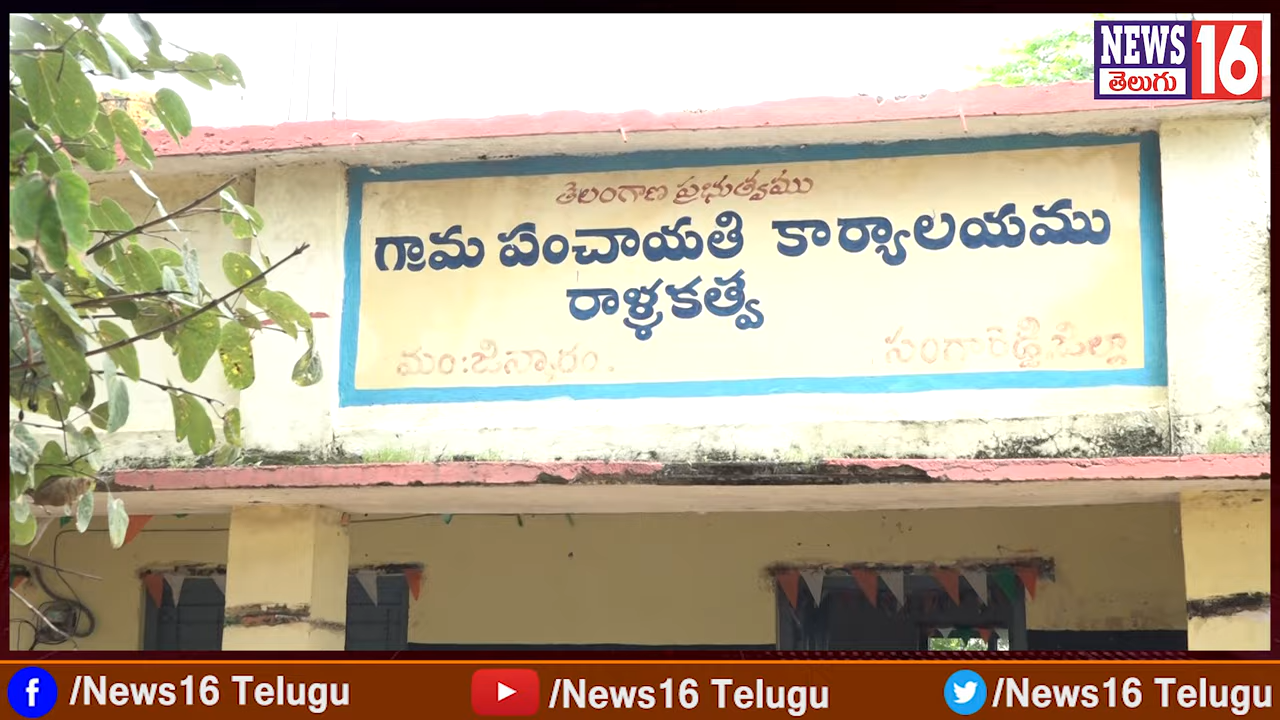 NEWS 16
తెలుగు
తెలంగాణ ప్రభుత్వము
గ్రామ పంచాయతి కార్యాలయము
రాళ్ళకత్వ
మం:జిన్నారం. సంగారెడ్డి.జిల్లా
/News16 Telugu /News16 Telugu /News16 Telugu